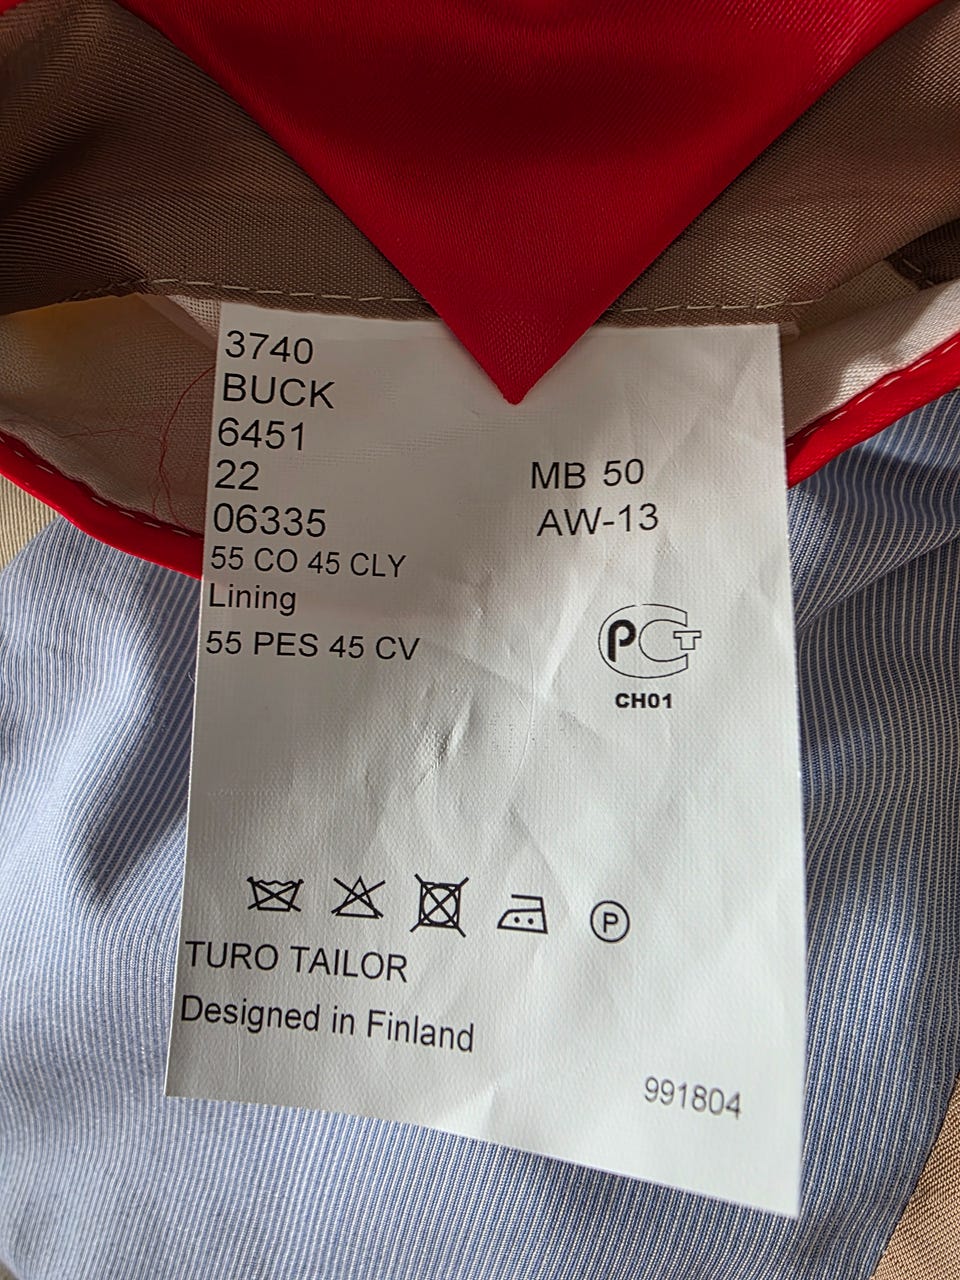 3740
BUCK
6451
22
MB 50
06335
AW-13
55 CO 45 CLY
Lining
55 PES 45 CV
РСТ
CH01
P
TURO TAILOR
Designed in Finland
991804